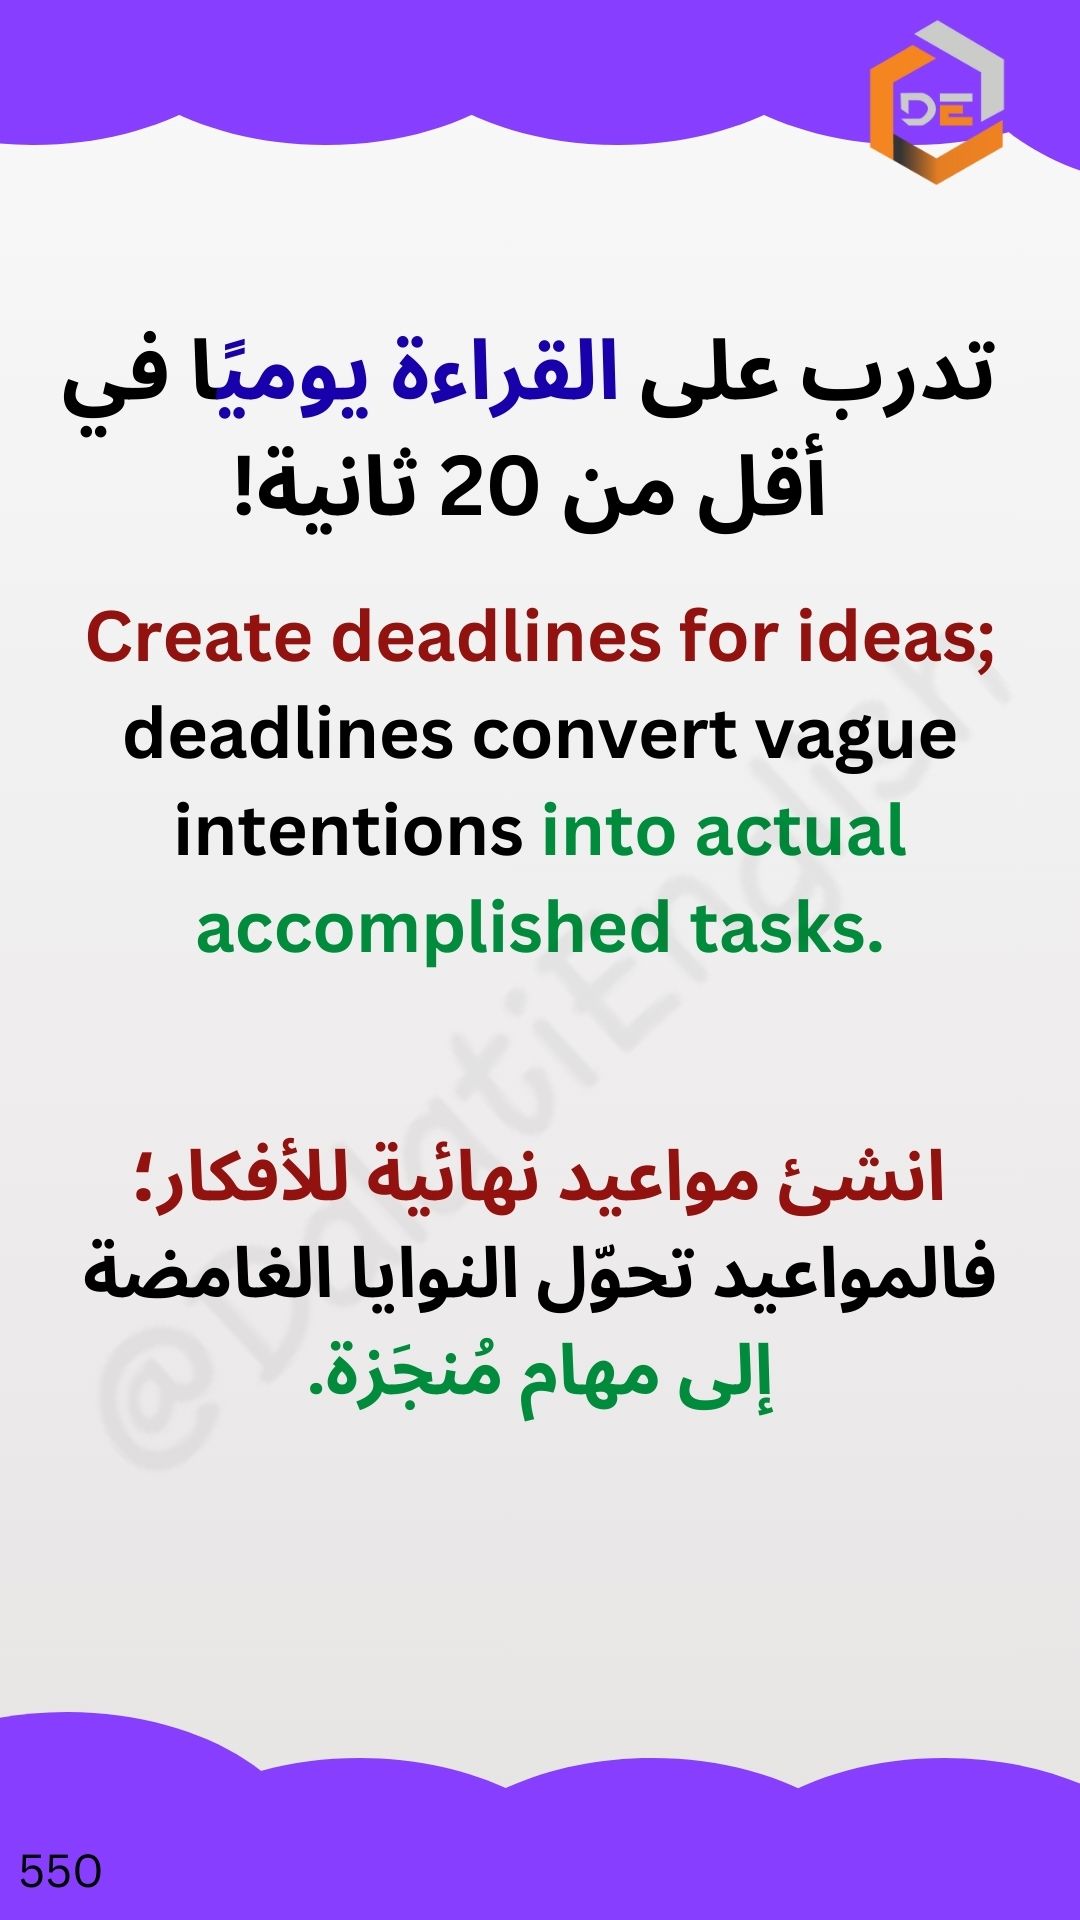 DE
تدرب على القراءة يوميًا في
أقل من 20 ثانية!
Create deadlines for ideas;
deadlines convert vague
intentions into actual
accomplished tasks.
انشئ مواعيد نهائية للأفكار؛
فالمواعيد تحوّل النوايا الغامضة
إلى مهام مُنجَزة.
@DalatiEnglish
550